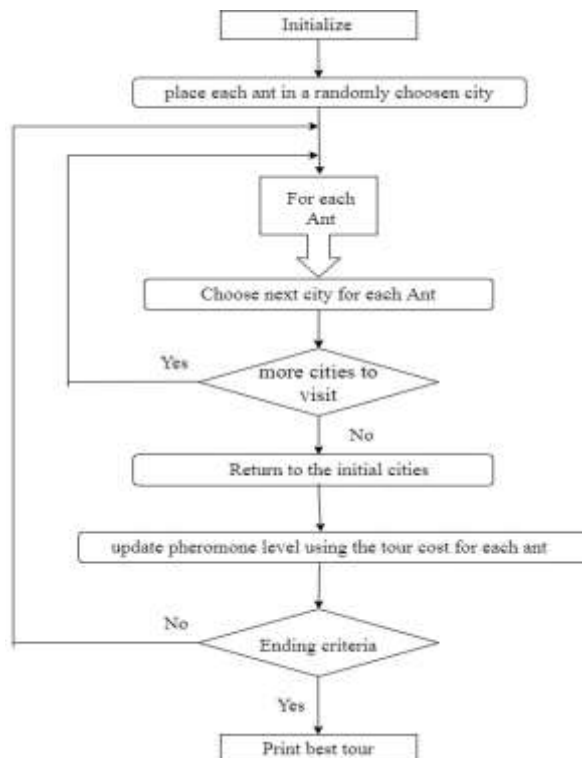 Initialize
place each ant in a randomly choosen city
For each
Ant
Choose next city for each Ant
Yes
more cities to
visit
No
Return to the initial cities
update pheromone level using the tour cost for each ant
No
Ending criteria
Yes
Print best tour